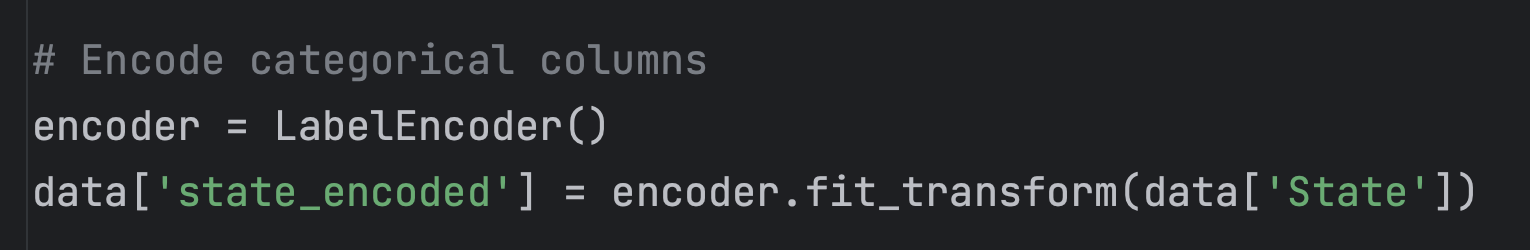 # Encode categorical columns
encoder = LabelEncoder()
data['state_encoded'] = encoder.fit_transform(data['State'])